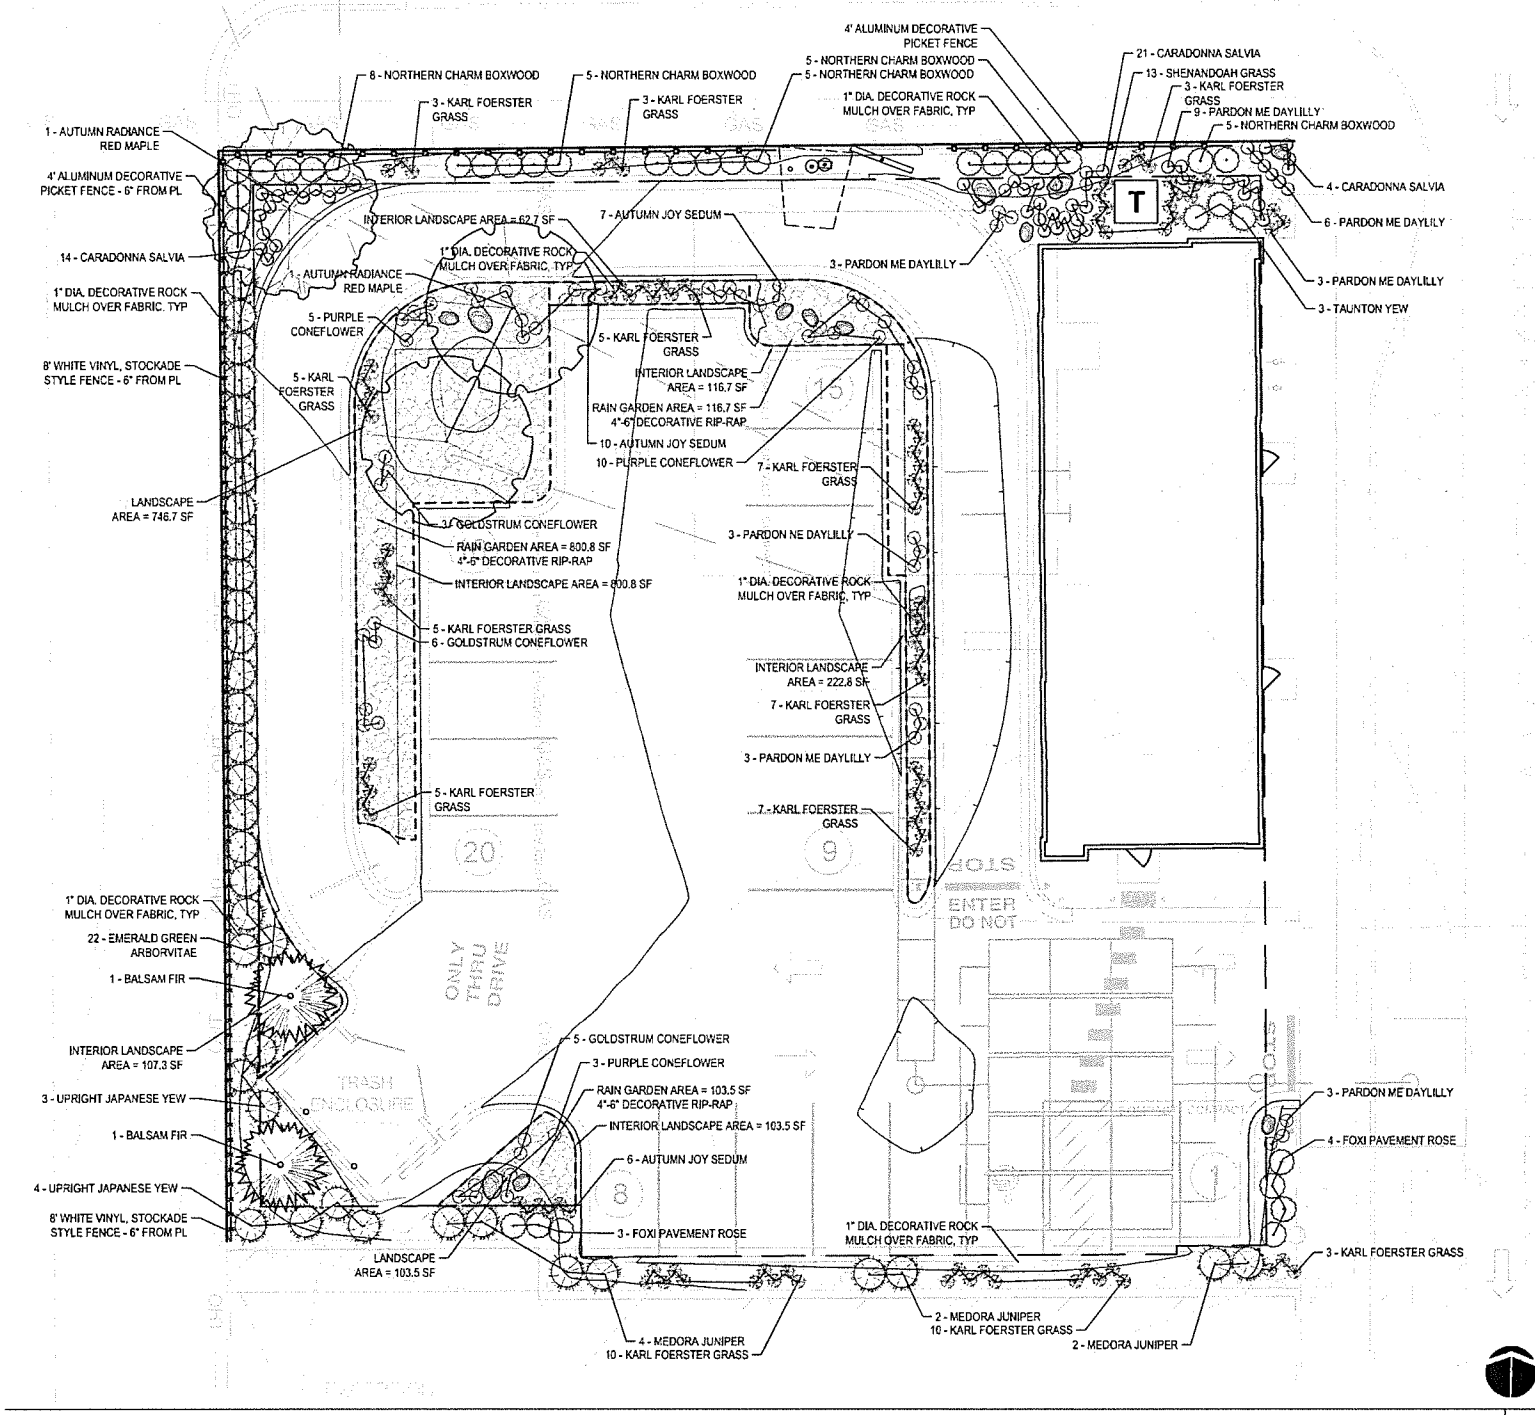 4' ALUMINUM DECORATIVE
PICKET FENCE
5 - NORTHERN CHARM BOXWOOD
5 - NORTHERN CHARM BOXWOOD
21 - CARADONNA SALVIA
13 - SHENANDOAH GRASS
3 - KARL FOERSTER
GRASS
9 - PARDON ME DAYLILLY
5 - NORTHERN CHARM BOXWOOD
8 - NORTHERN CHARM BOXWOOD
5 - NORTHERN CHARM BOXWOOD
3 - KARL FOERSTER
GRASS
3 - KARL FOERSTER
GRASS
1" DIA. DECORATIVE ROCK
MULCH OVER FABRIC, TYP
GAS
GAS
1 - AUTUMN RADIANCE
RED MAPLE
4' ALUMINUM DECORATIVE
PICKET FENCE - 6" FROM PL
4 - CARADONNA SALVIA
T
INTERIOR LANDSCAPE AREA = 62.7 SF
7 - AUTUMN JOY SEDUM
6 - PARDON ME DAYLILY
14 - CARADONNA SALVIA
1" DIA. DECORATIVE ROCK
MULCH OVER FABRIC, TYP
3 - PARDON ME DAYLILLY
1 - AUTUMN RADIANCE
RED MAPLE
3 - PARDON ME DAYLILLY
1" DIA. DECORATIVE ROCK
MULCH OVER FABRIC. TYP
3 - TAUNTON YEW
5 - PURPLE
CONEFLOWER
5 - KARL FOERSTER
GRASS
8' WHITE VINYL, STOCKADE
STYLE FENCE - 6" FROM PL
5 - KARL
FOERSTER
GRASS
INTERIOR LANDSCAPE
AREA = 116.7 SF
15
RAIN GARDEN AREA = 116.7 SF
4"-6" DECORATIVE RIP-RAP
10 - AUTUMN JOY SEDUM
10 - PURPLE CONEFLOWER
7 - KARL FOERSTER
GRASS
LANDSCAPE
AREA = 746.7 SF
3 - GOLDSTRUM CONEFLOWER
3 - PARDON NE DAYLILLY
RAIN GARDEN AREA = 800.8 SF
4"-6" DECORATIVE RIP-RAP
INTERIOR LANDSCAPE AREA = 800.8 SF
1" DIA. DECORATIVE ROCK
MULCH OVER FABRIC, TYP
5 - KARL FOERSTER GRASS
6 - GOLDSTRUM CONEFLOWER
INTERIOR LANDSCAPE
AREA = 222.8 SF
7 - KARL FOERSTER
GRASS
3 - PARDON ME DAYLILLY
5 - KARL FOERSTER
GRASS
7 - KARL FOERSTER
GRASS
20
9
STOP
ENTER
DO NOT
1" DIA. DECORATIVE ROCK
MULCH OVER FABRIC, TYP
22 - EMERALD GREEN
ARBORVITAE
1 - BALSAM FIR
ONLY
THRU
DRIVE
INTERIOR LANDSCAPE
AREA = 107.3 SF
5 - GOLDSTRUM CONEFLOWER
3 - PURPLE CONEFLOWER
STOP
TRASH
ENCLOSURE
RAIN GARDEN AREA = 103.5 SF
4"-6" DECORATIVE RIP-RAP
3 - UPRIGHT JAPANESE YEW
3 - PARDON ME DAYLILLY
COMPACT
INTERIOR LANDSCAPE AREA = 103.5 SF
1 - BALSAM FIR
4 - FOXI PAVEMENT ROSE
6 - AUTUMN JOY SEDUM
4 - UPRIGHT JAPANESE YEW
8
1
8' WHITE VINYL, STOCKADE
STYLE FENCE - 6" FROM PL
3 - FOXI PAVEMENT ROSE
1" DIA. DECORATIVE ROCK
MULCH OVER FABRIC, TYP
LANDSCAPE
AREA = 103.5 SF
3 - KARL FOERSTER GRASS
4 - MEDORA JUNIPER
10 - KARL FOERSTER GRASS
2 - MEDORA JUNIPER
10 - KARL FOERSTER GRASS
2 - MEDORA JUNIPER